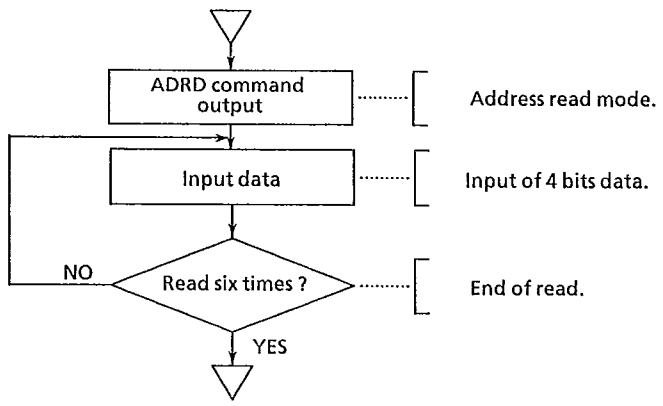 ADRD command
output
Address read mode.
Input data
Input of 4 bits data.
NO
Read six times ?
End of read.
YES